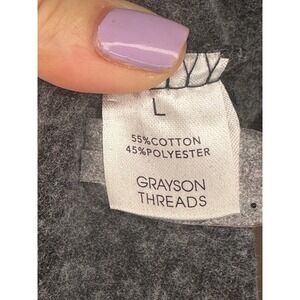 L
55% COTTON
45% POLYESTER
GRAYSON
THREADS